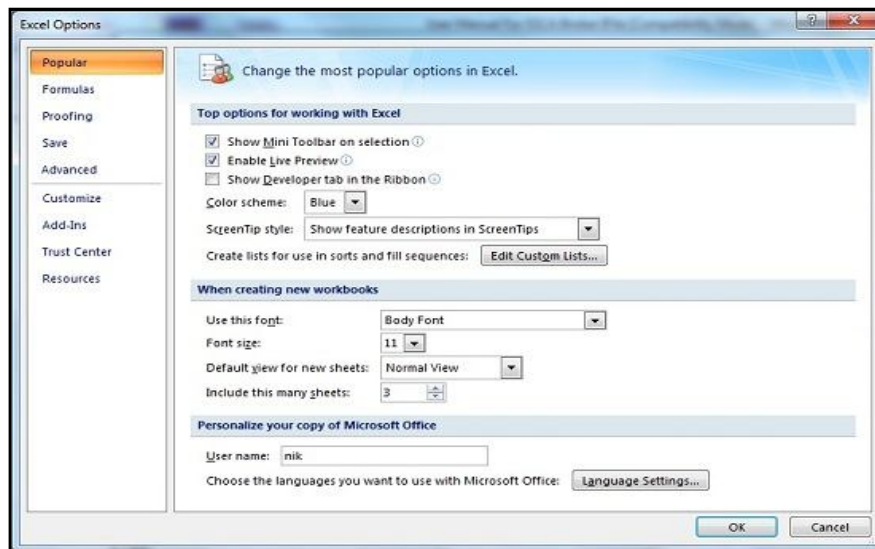 Excel Options
Popular
Formulas
Proofing
Save
Advanced
Customize
Add-Ins
Trust Center
Resources
Change the most popular options in Excel.
Top options for working with Excel
Show Mini Toolbar on selection
Enable Live Preview
Show Developer tab in the Ribbon
Color scheme: Blue
ScreenTip style: Show feature descriptions in ScreenTips
Create lists for use in sorts and fill sequences: Edit Custom Lists...
When creating new workbooks
Use this font: Body Font
Font size: 11
Default view for new sheets: Normal View
Include this many sheets: 3
Personalize your copy of Microsoft Office
User name: nik
Choose the languages you want to use with Microsoft Office: Language Settings...
OK Cancel